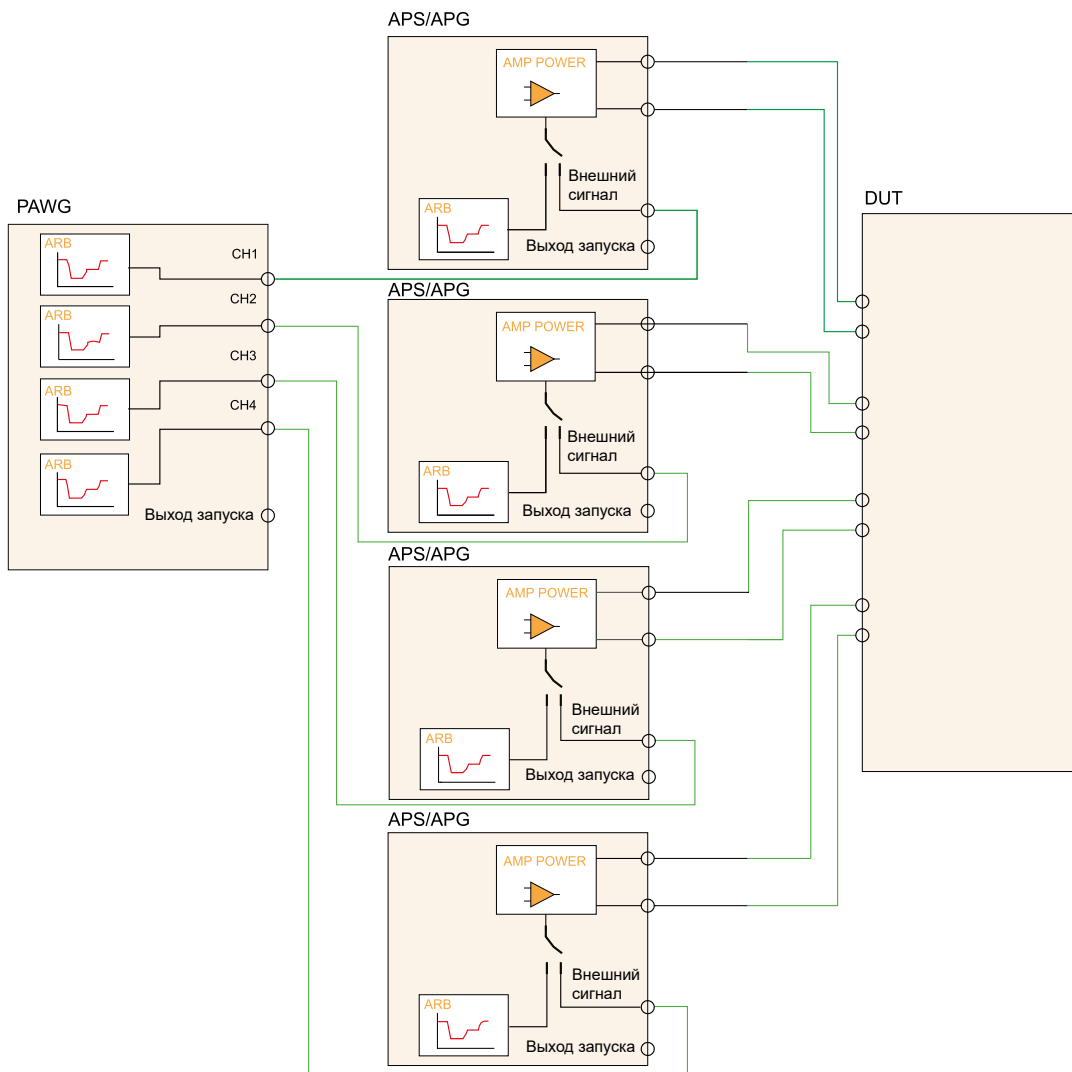 APS/APG
AMP POWER
Внешний
сигнал
ARB
Выход запуска
PAWG
ARB
CH1
CH2
ARB
CH3
ARB
CH4
ARB
Выход запуска
DUT
APS/APG
AMP POWER
Внешний
сигнал
ARB
Выход запуска
APS/APG
AMP POWER
Внешний
сигнал
ARB
Выход запуска
APS/APG
AMP POWER
Внешний
сигнал
ARB
Выход запуска